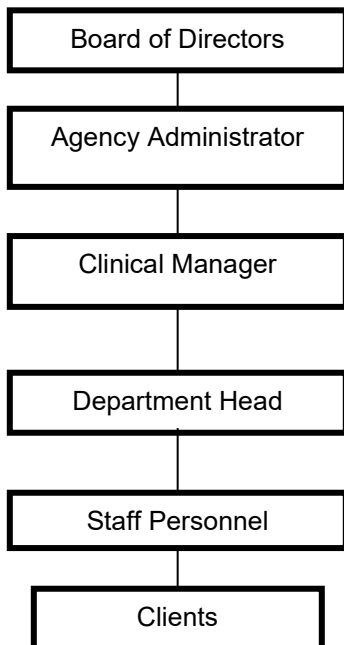 Board of Directors
Agency Administrator
Clinical Manager
Department Head
Staff Personnel
Clients